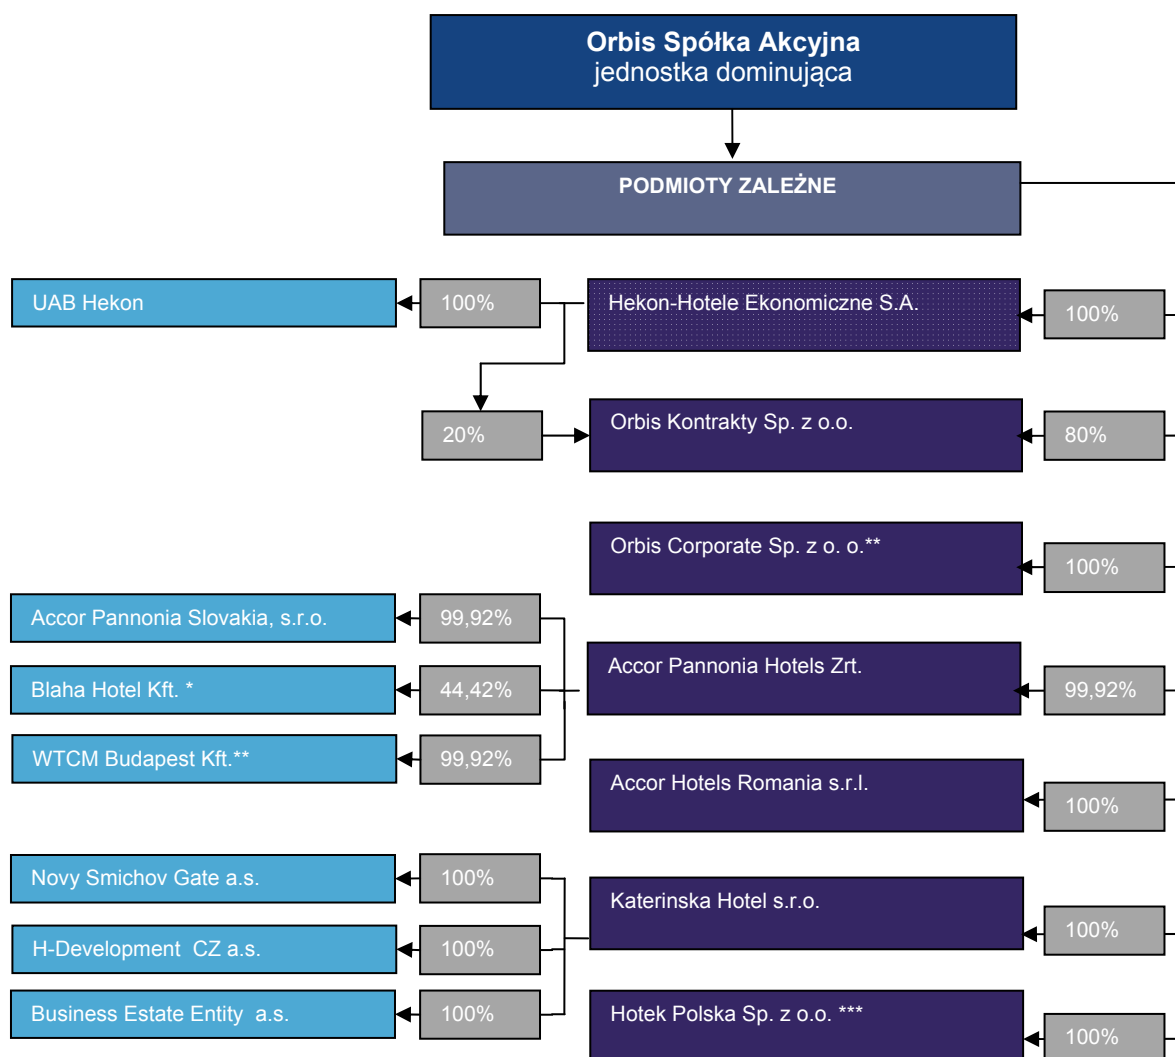 Orbis Spółka Akcyjna
jednostka dominująca
PODMIOTY ZALEŻNE
UAB Hekon
100%
Hekon-Hotele Ekonomiczne S.A.
100%
20%
Orbis Kontrakty Sp. z o.o.
80%
Orbis Corporate Sp. z o. o.**
100%
Accor Pannonia Slovakia, s.r.o.
99,92%
Blaha Hotel Kft. *
44,42%
Accor Pannonia Hotels Zrt.
99,92%
WTCM Budapest Kft.**
99,92%
Accor Hotels Romania s.r.l.
100%
Novy Smichov Gate a.s.
100%
Katerinska Hotel s.r.o.
100%
H-Development CZ a.s.
100%
Business Estate Entity a.s.
100%
Hotek Polska Sp. z o.o. ***
100%